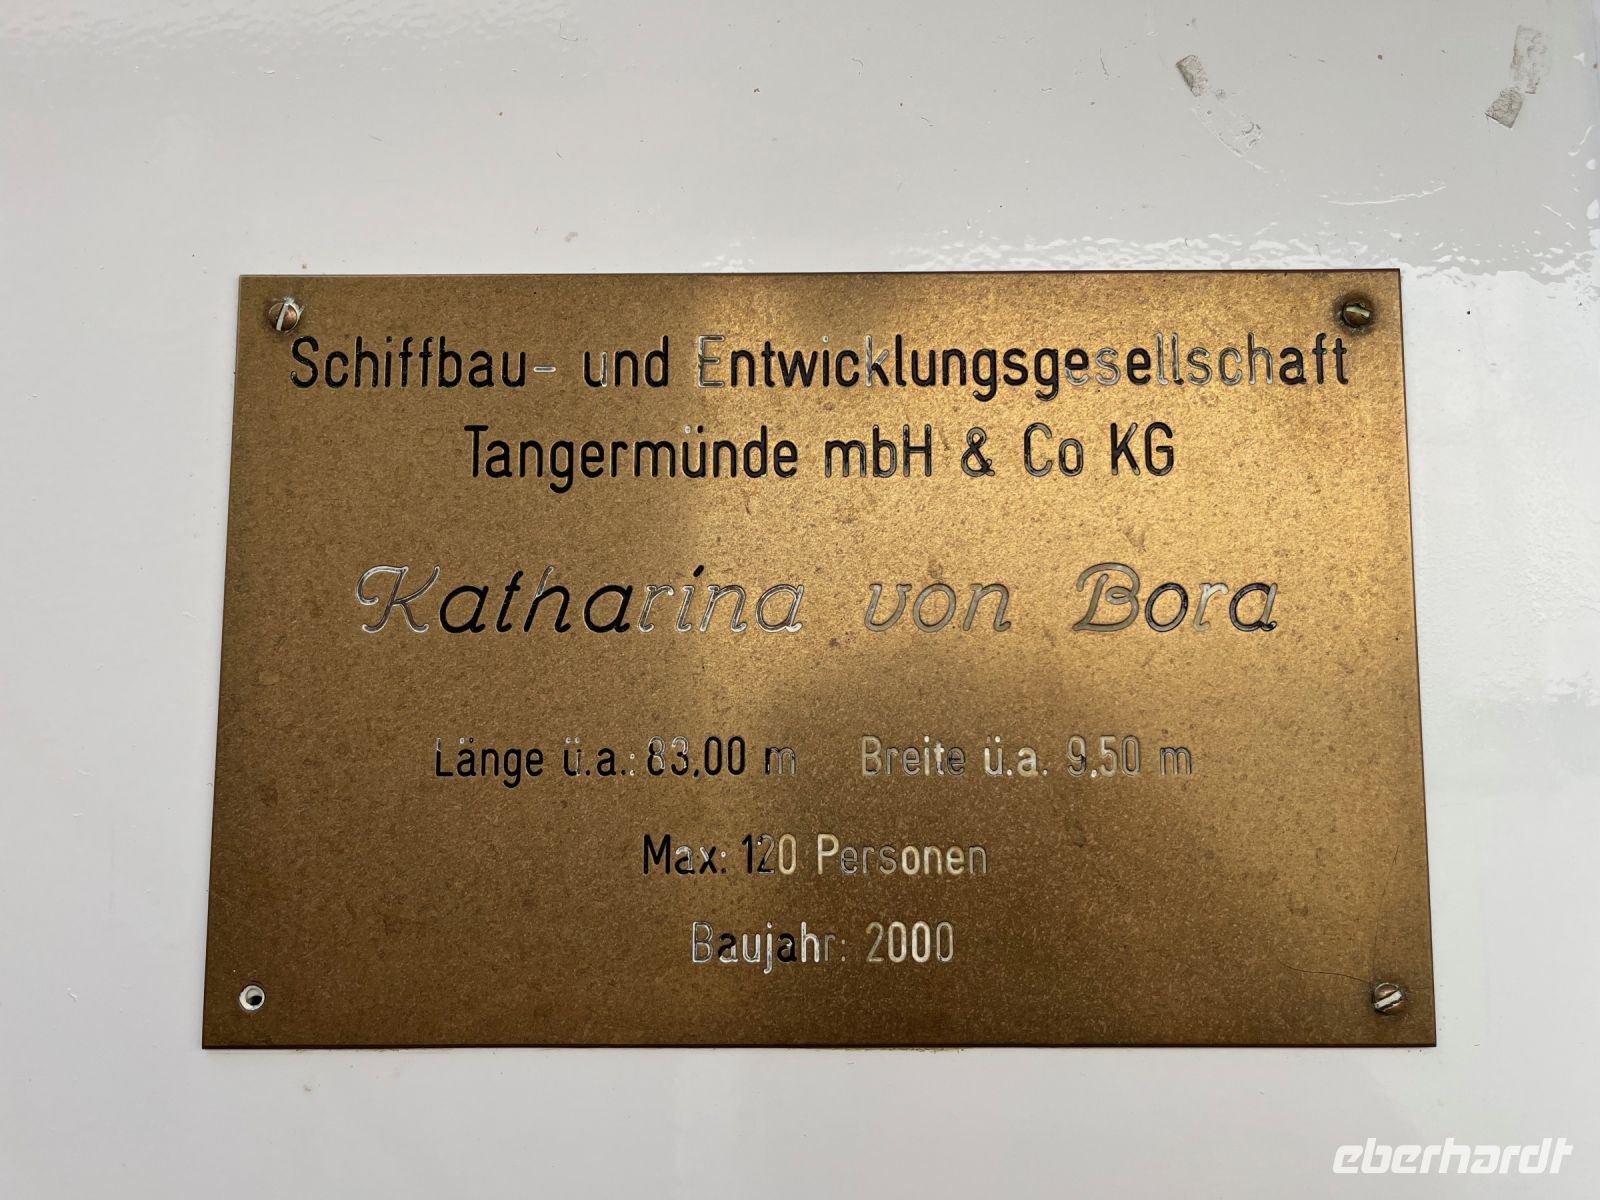 Schiffbau- und Entwicklungsgesellschaft
Tangermünde mbH & Co KG
Katharina von Bora
Länge ü.a.: 83,00 m Breite ü.a. 9,50 m
Max: 120 Personen
Baujahr: 2000
eberhardt